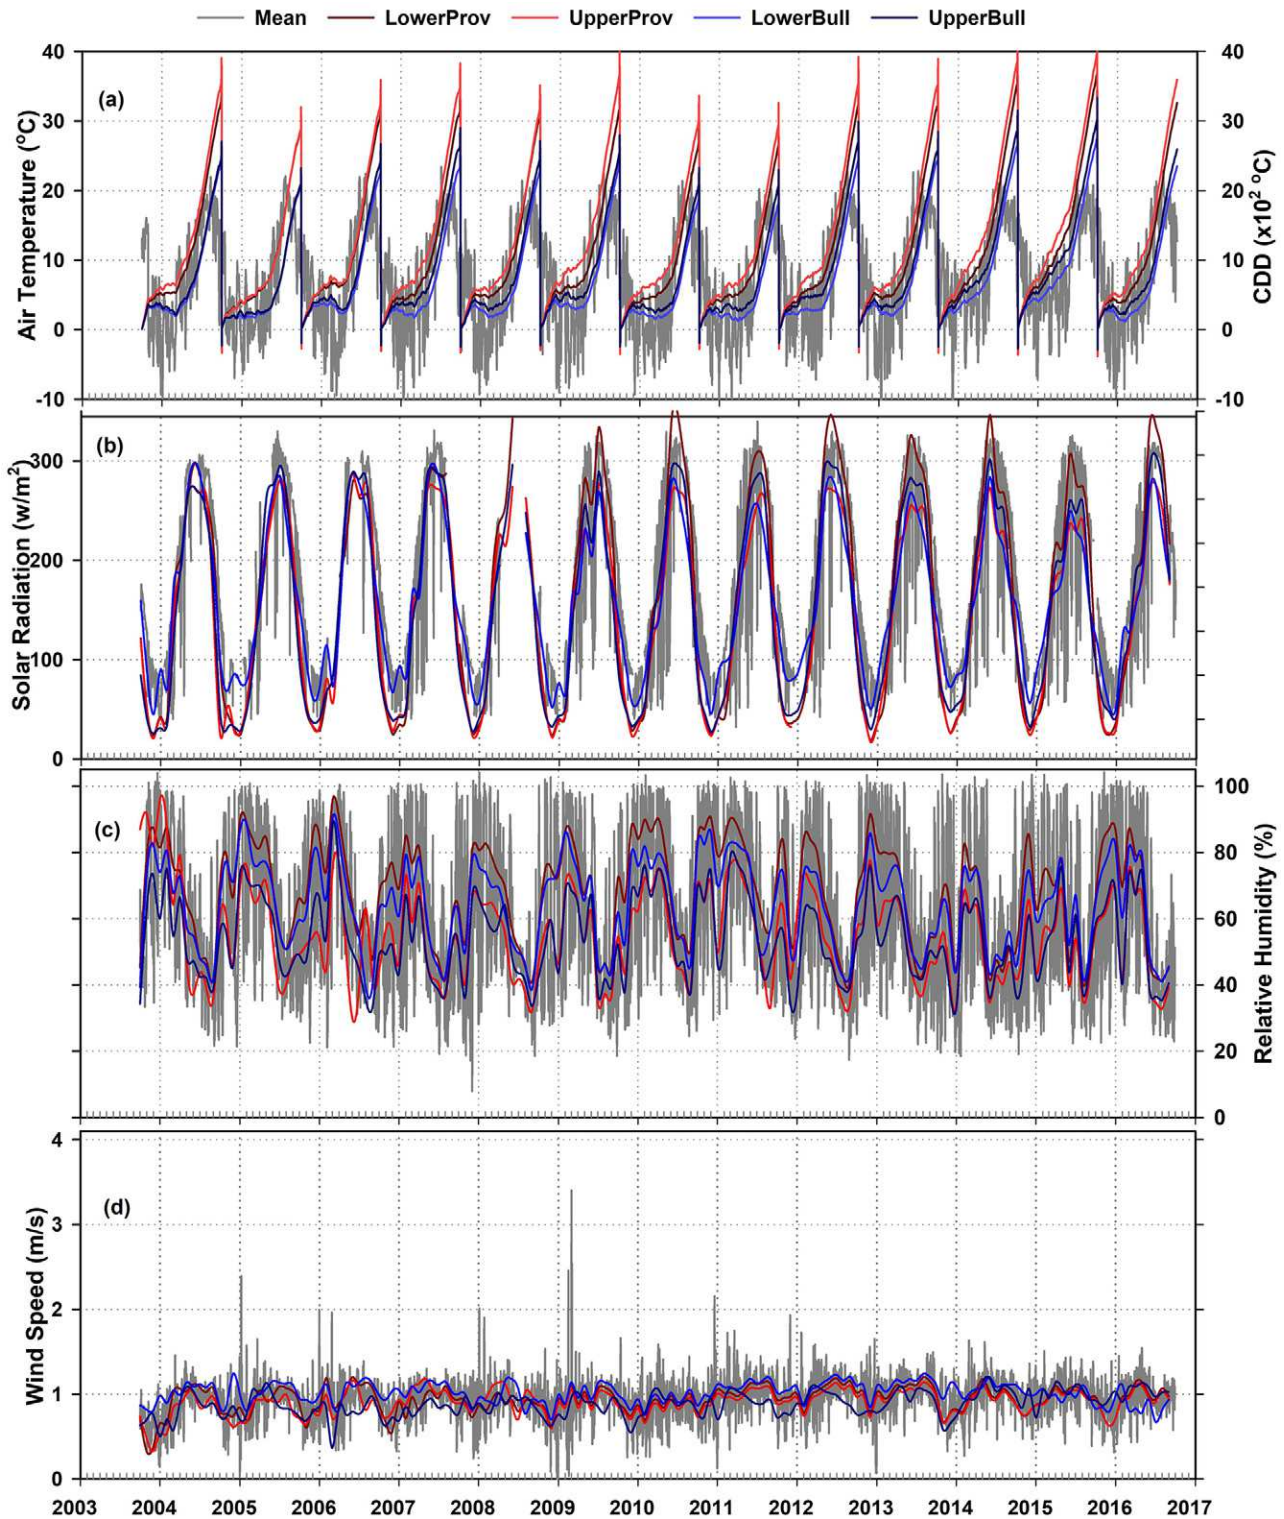 Mean LowerProv UpperProv LowerBull UpperBull
(a)
Air Temperature (°C)
40
30
20
10
0
-10
CDD (x10² °C)
40
30
20
10
0
-10
(b)
Solar Radiation (w/m²)
300
200
100
0
(c)
Relative Humidity (%)
100
80
60
40
20
0
(d)
Wind Speed (m/s)
4
3
2
1
0
2003 2004 2005 2006 2007 2008 2009 2010 2011 2012 2013 2014 2015 2016 2017